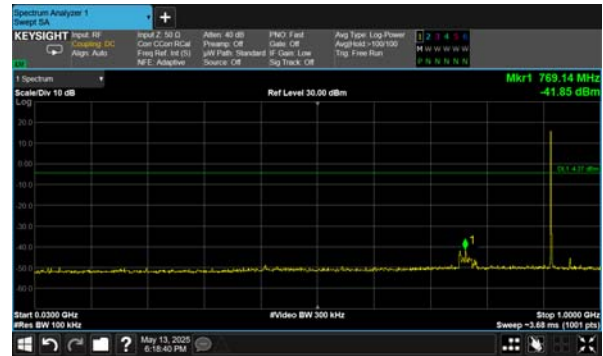 Spectrum Analyzer 1
Swept SA
KEYSIGHT
Input: RF
Coupling: DC
Align: Auto
Input Z: 50 Ω
Corr CCorr RCal
Freq Ref: Int (S)
NFE: Adaptive
Atten: 40 dB
Preamp: Off
µW Path: Standard
Source: Off
PNO: Fast
Gate: Off
IF Gain: Low
Sig Track: Off
Avg Type: Log-Power
Avg|Hold:>100/100
Trig: Free Run
1 2 3 4 5 6
M W W W W W
P N N N N N
1 Spectrum
Scale/Div 10 dB
Log
Ref Level 30.00 dBm
Mkr1 769.14 MHz
-41.85 dBm
20.0
10.0
0.00
-10.0
-20.0
-30.0
-40.0
-50.0
-60.0
DL1 -4.27 dBm
1
Start 0.0300 GHz
#Res BW 100 kHz
#Video BW 300 kHz
Stop 1.0000 GHz
Sweep ~3.68 ms (1001 pts)
May 13, 2025
6:18:40 PM